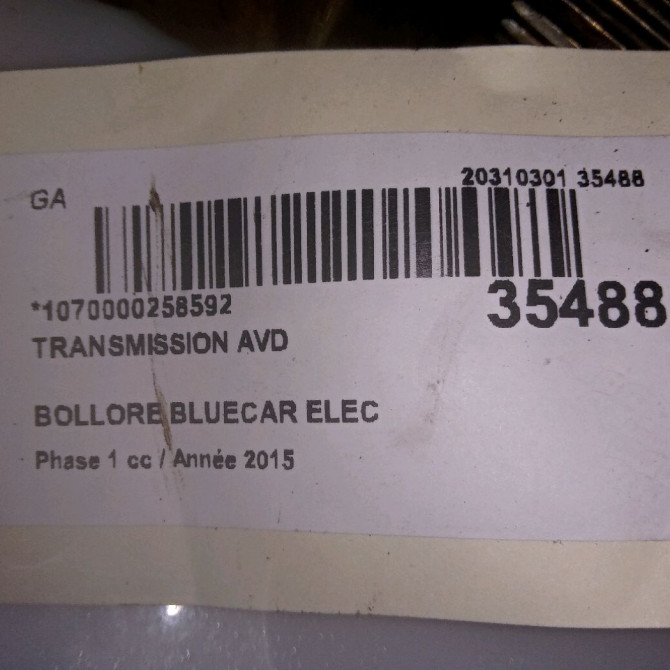 20310301 35488
GA
*1070000258592
35488
TRANSMISSION AVD
BOLLORE BLUECAR ELEC
Phase 1 cc / Année 2015